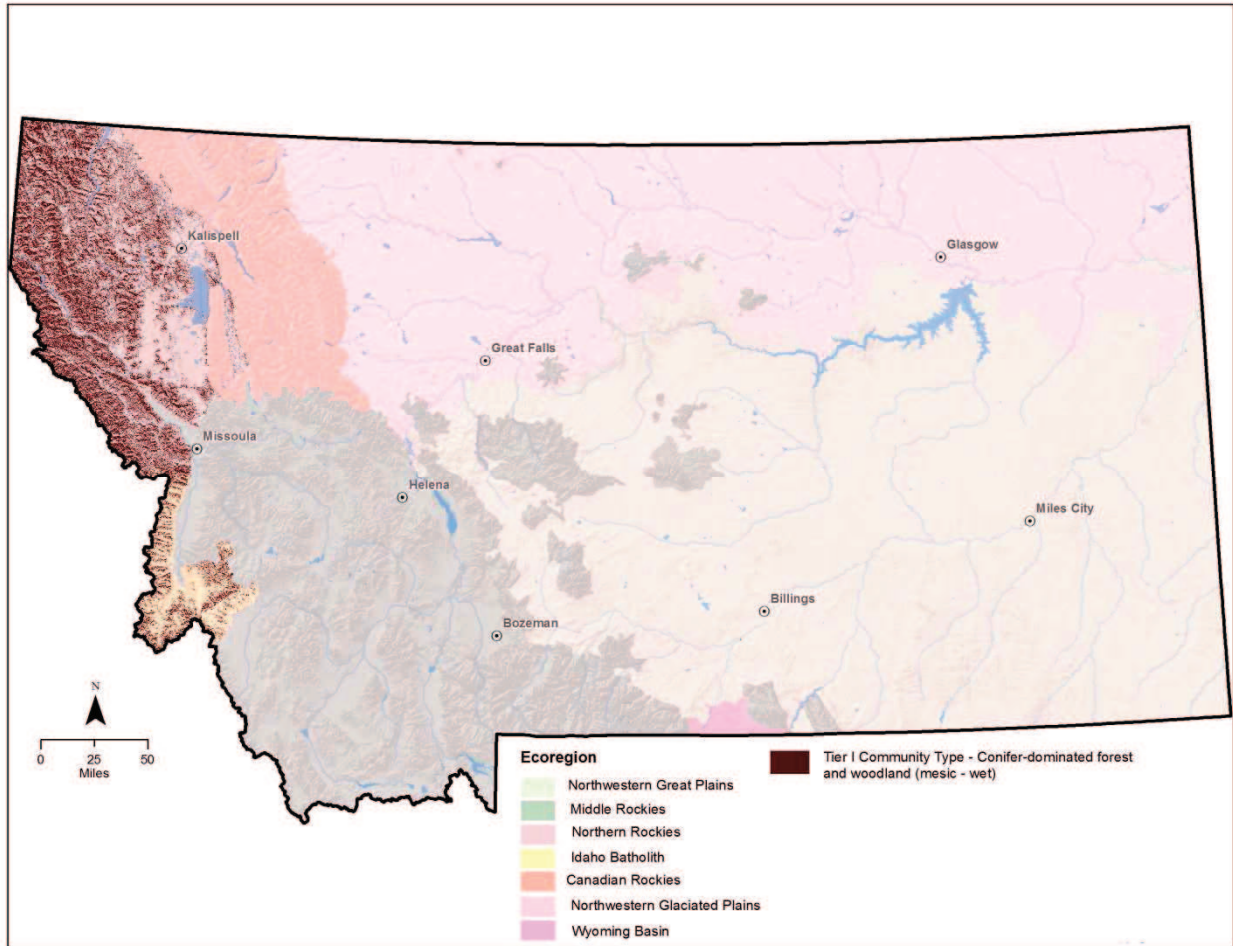 Kalispell
Glasgow
Great Falls
Missoula
Helena
Miles City
Billings
Bozeman
N
0 25 50
Miles
Ecoregion
Northwestern Great Plains
Middle Rockies
Northern Rockies
Idaho Batholith
Canadian Rockies
Northwestern Glaciated Plains
Wyoming Basin
Tier I Community Type - Conifer-dominated forest
and woodland (mesic - wet)